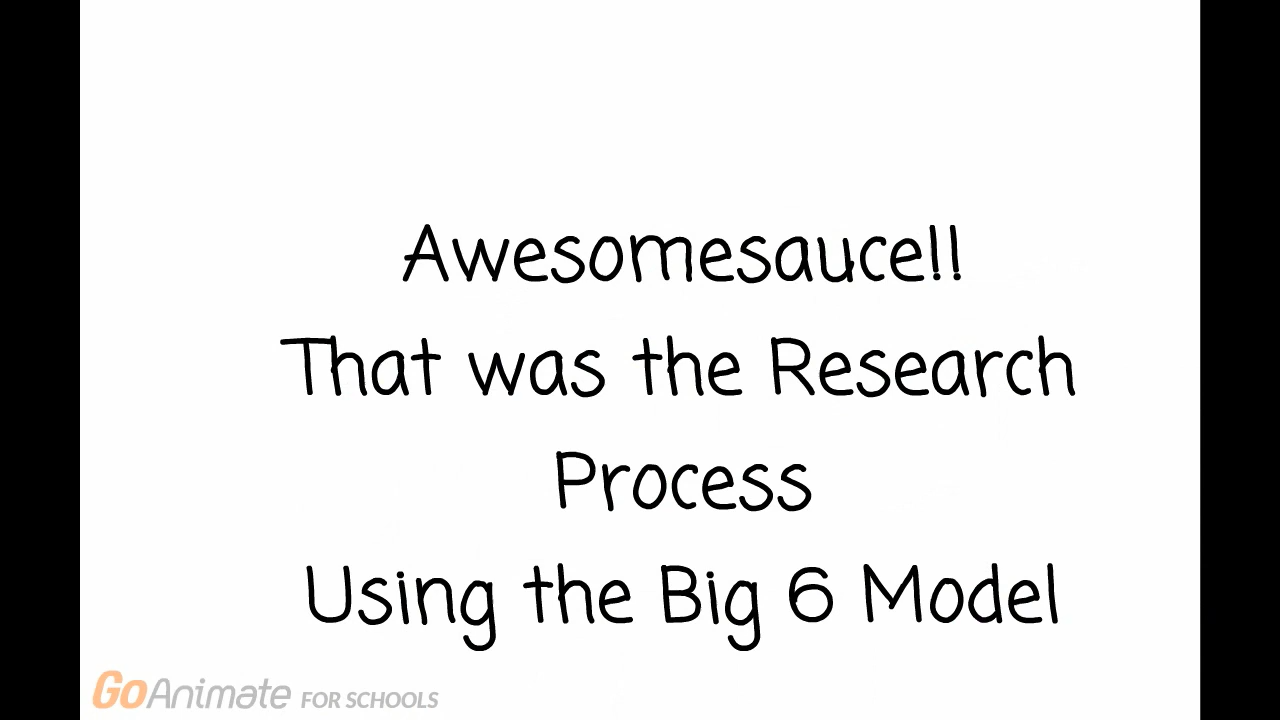 Awesomesauce!!
That was the Research
Process
Using the Big 6 Model
GoAnimate FOR SCHOOLS